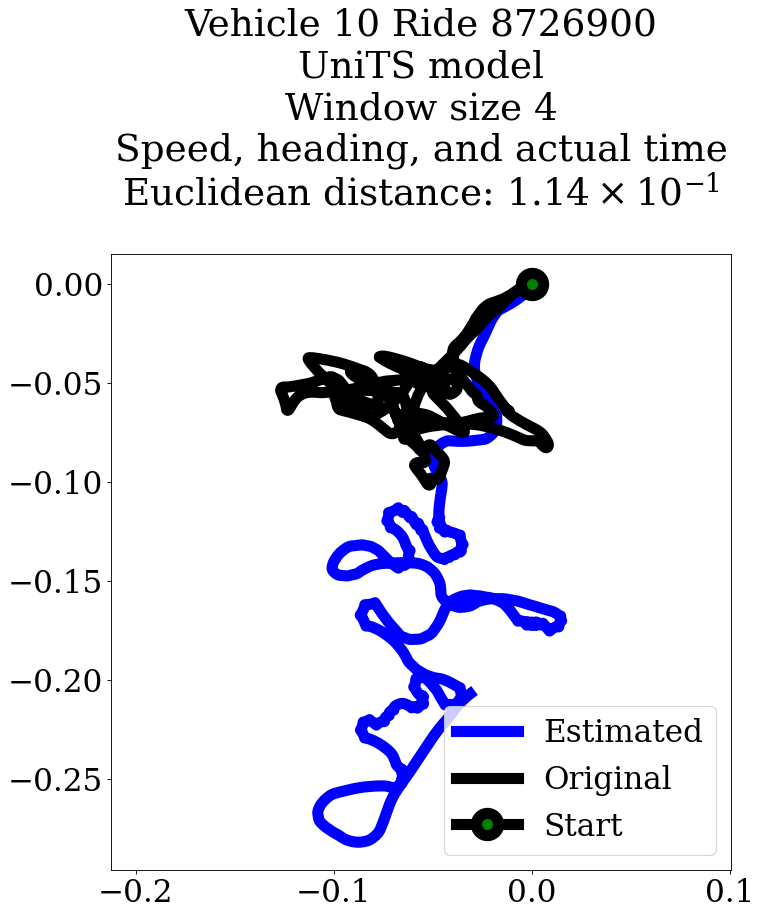 Vehicle 10 Ride 8726900
UniTS model
Window size 4
Speed, heading, and actual time
Euclidean distance: $1.14 \times 10^{-1}$
0.00
−0.05
−0.10
−0.15
−0.20
−0.25
Estimated
Original
Start
−0.2 −0.1 0.0 0.1